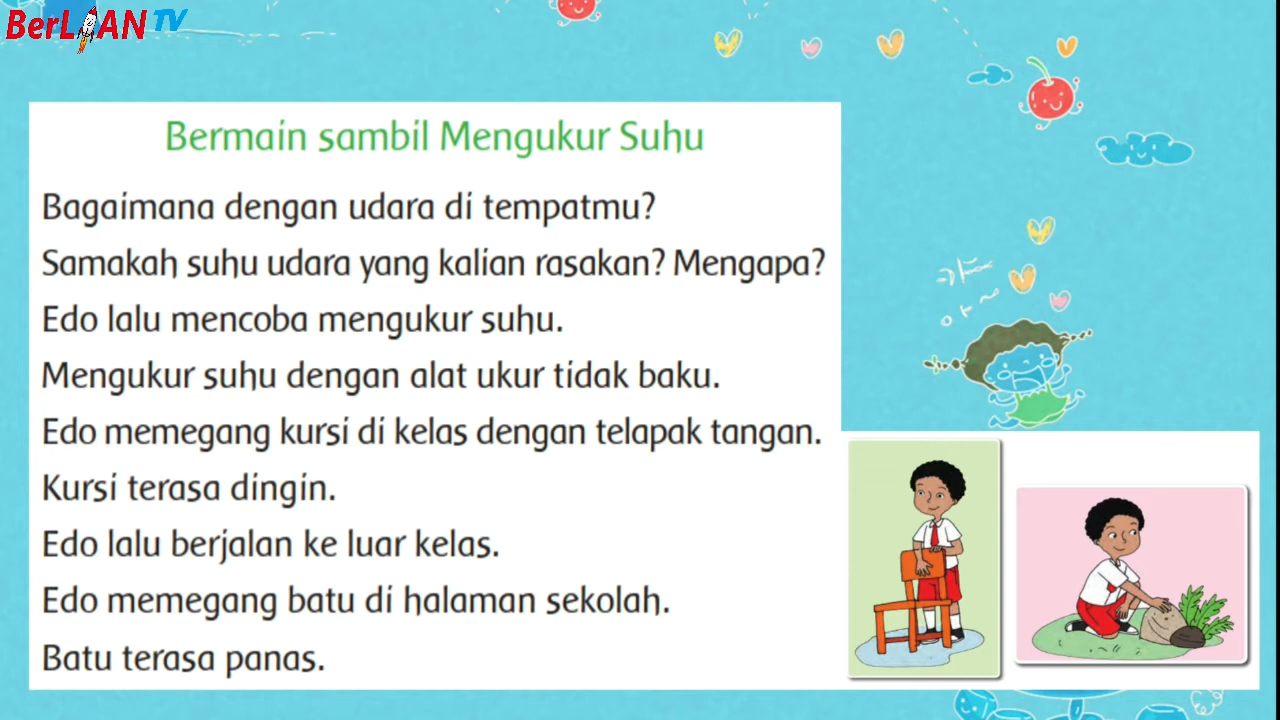 BerLIAN TV
Bermain sambil Mengukur Suhu
Bagaimana dengan udara di tempatmu?
Samakah suhu udara yang kalian rasakan? Mengapa?
Edo lalu mencoba mengukur suhu.
Mengukur suhu dengan alat ukur tidak baku.
Edo memegang kursi di kelas dengan telapak tangan.
Kursi terasa dingin.
Edo lalu berjalan ke luar kelas.
Edo memegang batu di halaman sekolah.
Batu terasa panas.